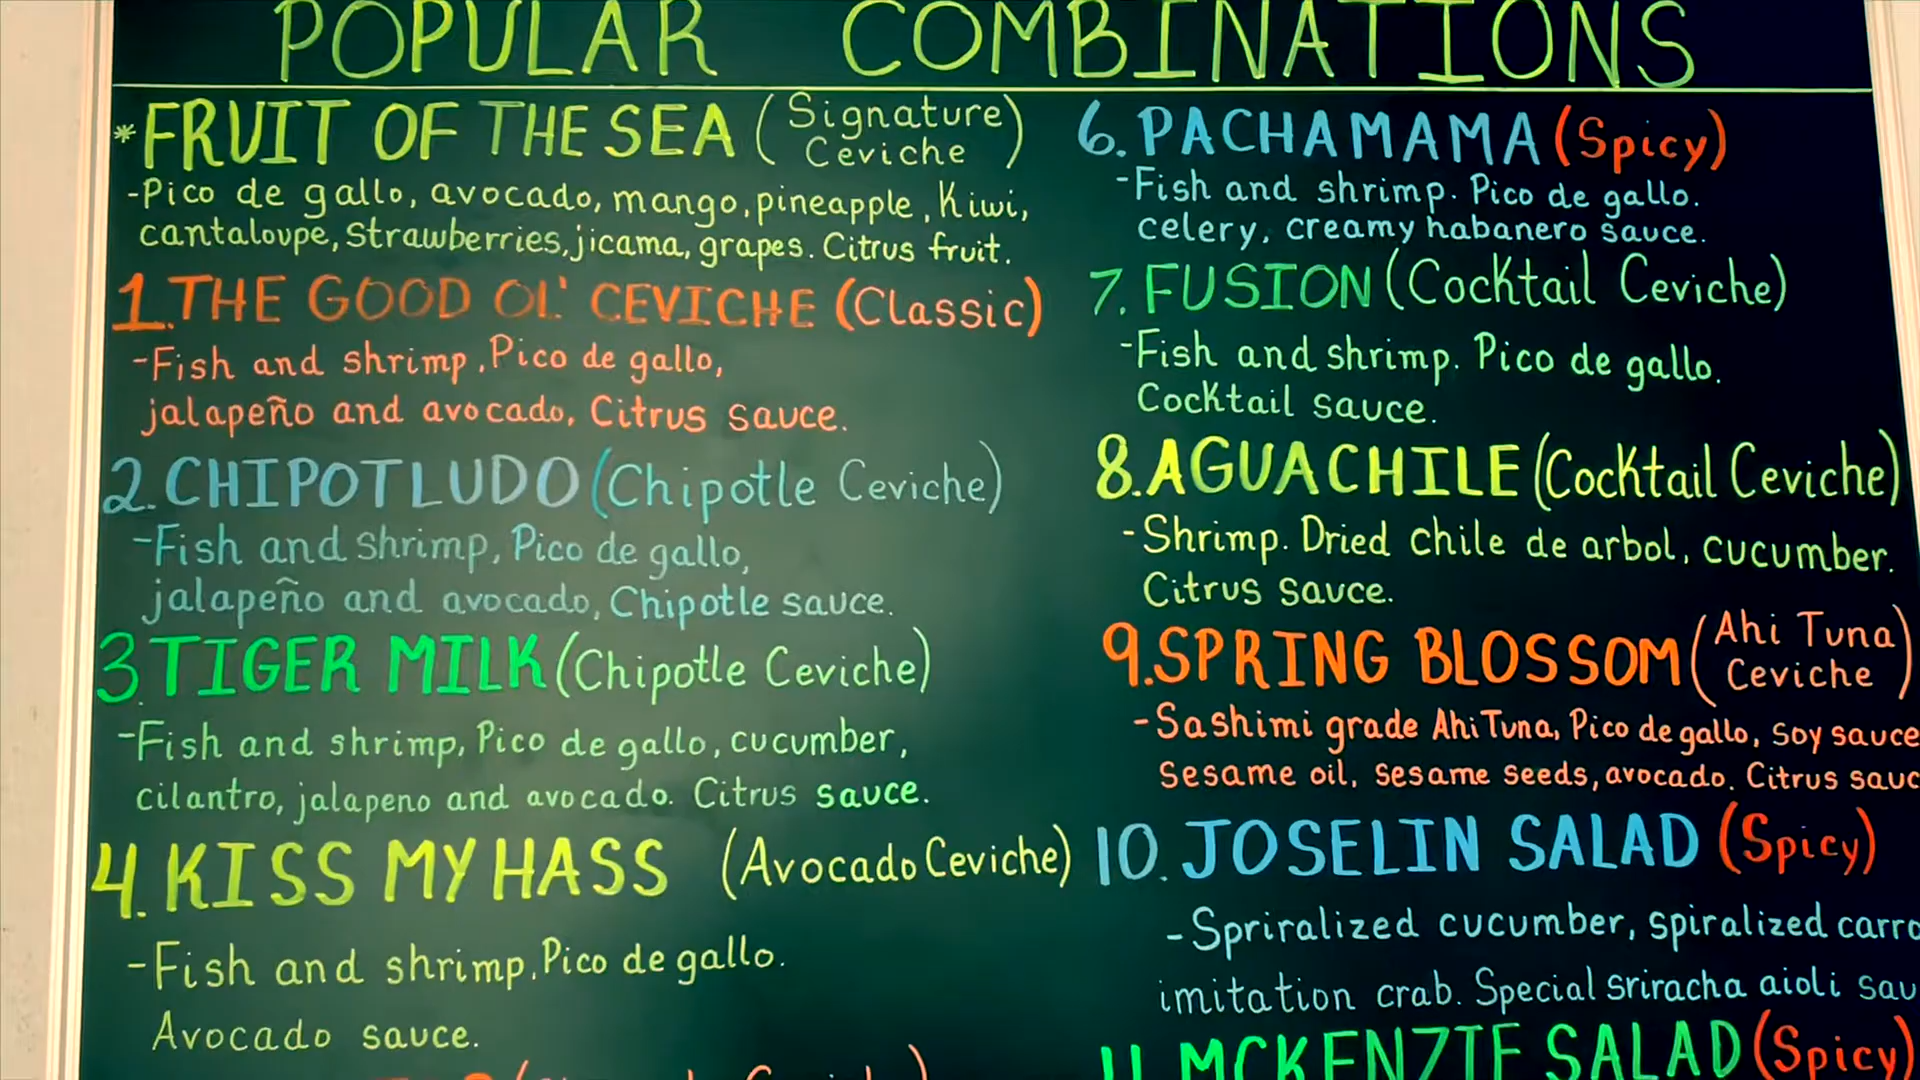 POPULAR COMBINATIONS
*FRUIT OF THE SEA (Signature Ceviche)
-Pico de gallo, avocado, mango, pineapple, Kiwi,
cantaloupe, Strawberries, jicama, grapes. Citrus fruit.
1. THE GOOD OL' CEVICHE (Classic)
-Fish and shrimp, Pico de gallo,
jalapeño and avocado, Citrus sauce.
2. CHIPOTLUDO (Chipotle Ceviche)
-Fish and shrimp, Pico de gallo,
jalapeño and avocado, Chipotle sauce.
3. TIGER MILK (Chipotle Ceviche)
-Fish and shrimp, Pico de gallo, cucumber,
cilantro, jalapeno and avocado. Citrus sauce.
4. KISS MY HASS (Avocado Ceviche)
-Fish and shrimp, Pico de gallo.
Avocado sauce.
6. PACHAMAMA (Spicy)
-Fish and shrimp. Pico de gallo.
celery, creamy habanero sauce.
7. FUSION (Cocktail Ceviche)
-Fish and shrimp. Pico de gallo.
Cocktail sauce.
8. AGUACHILE (Cocktail Ceviche)
-Shrimp. Dried chile de arbol, cucumber.
Citrus sauce.
9. SPRING BLOSSOM (Ahi Tuna Ceviche)
-Sashimi grade Ahi Tuna, Pico de gallo, soy sauce
Sesame oil, sesame seeds, avocado. Citrus sauc
10. JOSELIN SALAD (Spicy)
-Spriralized cucumber, spiralized carro
imitation crab. Special sriracha aioli sau
11. MCKENZIE SALAD (Spicy)